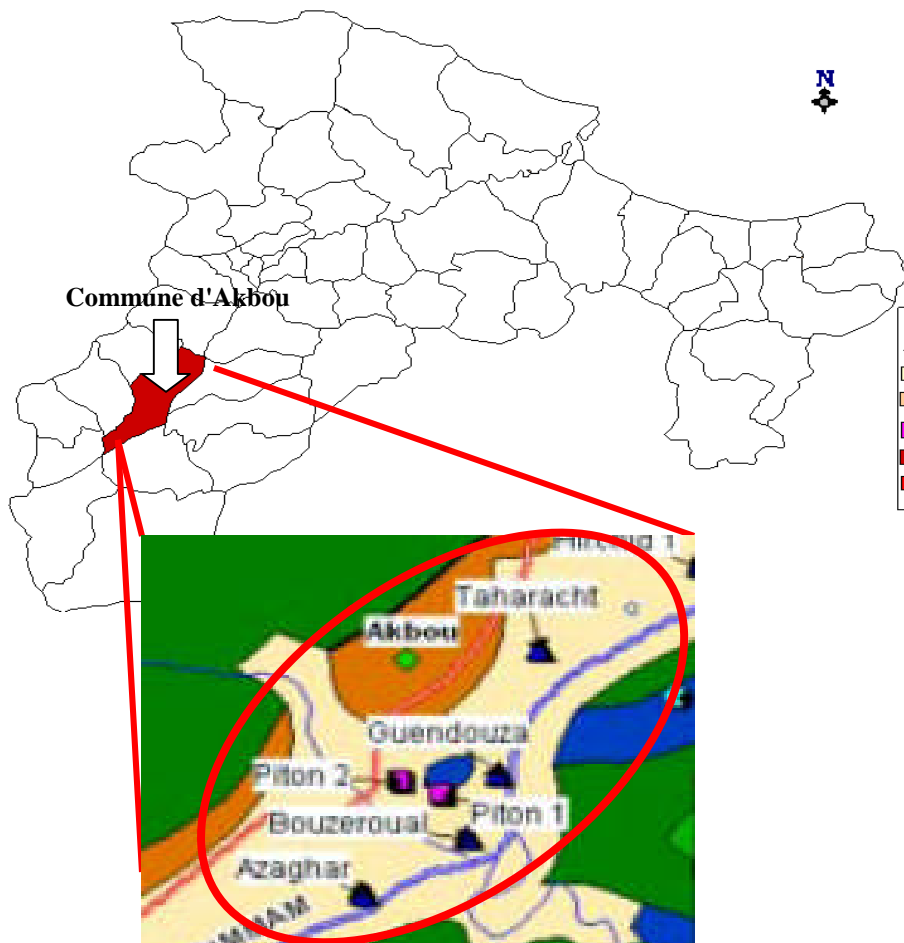 N
Commune d'Akbou
Taharacht
Akbou
Guendouza
Piton 2
Piton 1
Bouzeroual
Azaghar